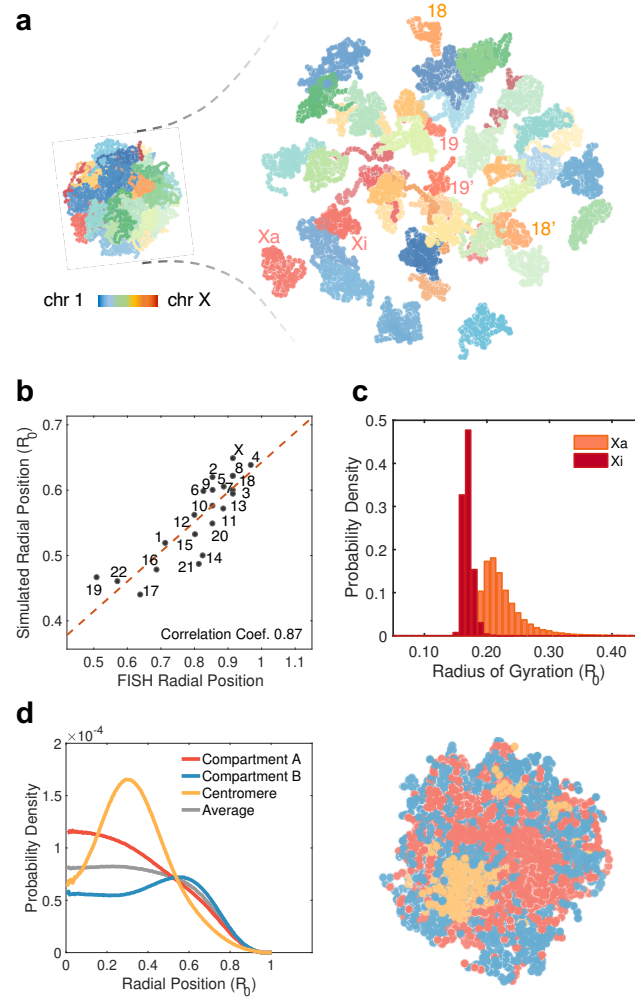 a
18
19
19'
18'
Xa
Xi
chr 1
chr X
b
Simulated Radial Position (R0)
0.6
0.5
0.4
X
4
2
8
5
18
9
7
6
3
10
13
12
11
1
15
20
16
14
21
22
19
17
Correlation Coef. 0.87
0.5 0.6 0.7 0.8 0.9 1 1.1
FISH Radial Position
c
Probability Density
0.5
0.4
0.3
0.2
0.1
0
Xa
Xi
0.10 0.20 0.30 0.40
Radius of Gyration (R0)
d
×10-4
Probability Density
2
1.5
1
0.5
0
Compartment A
Compartment B
Centromere
Average
0 0.2 0.4 0.6 0.8 1
Radial Position (R0)